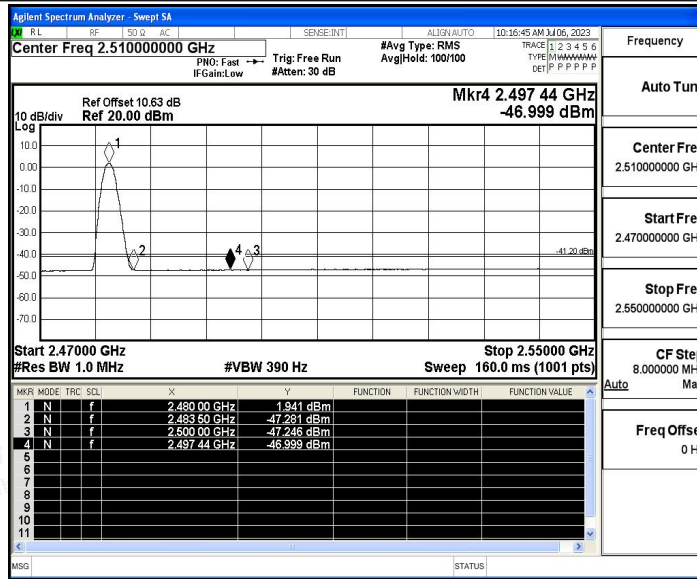 Agilent Spectrum Analyzer - Swept SA
LXI RL RF 50 Ω AC SENSE:INT ALIGN AUTO 10:16:45 AM Jul 06, 2023
Center Freq 2.510000000 GHz
PNO: Fast
IFGain:Low
Trig: Free Run
#Atten: 30 dB
#Avg Type: RMS
Avg|Hold: 100/100
TRACE 1 2 3 4 5 6
TYPE MWWWWW
DET P P P P P P
Ref Offset 10.63 dB
10 dB/div Ref 20.00 dBm
Log
Mkr4 2.497 44 GHz
-46.999 dBm
10.0
0.00
-10.0
-20.0
-30.0
-40.0
-50.0
-60.0
-70.0
1
2
4
3
-41.20 dBm
Start 2.47000 GHz Stop 2.55000 GHz
#Res BW 1.0 MHz #VBW 390 Hz Sweep 160.0 ms (1001 pts)
MKR MODE TRC SCL X Y FUNCTION FUNCTION WIDTH FUNCTION VALUE
1 N f 2.480 00 GHz 1.941 dBm
2 N f 2.483 50 GHz -47.281 dBm
3 N f 2.500 00 GHz -47.246 dBm
4 N f 2.497 44 GHz -46.999 dBm
5
6
7
8
9
10
11
MSG STATUS
Frequency
Auto Tun
Center Fre
2.510000000 GH
Start Fre
2.470000000 GH
Stop Fre
2.550000000 GH
CF Ste
8.000000 MH
Auto Ma
Freq Offse
0 H